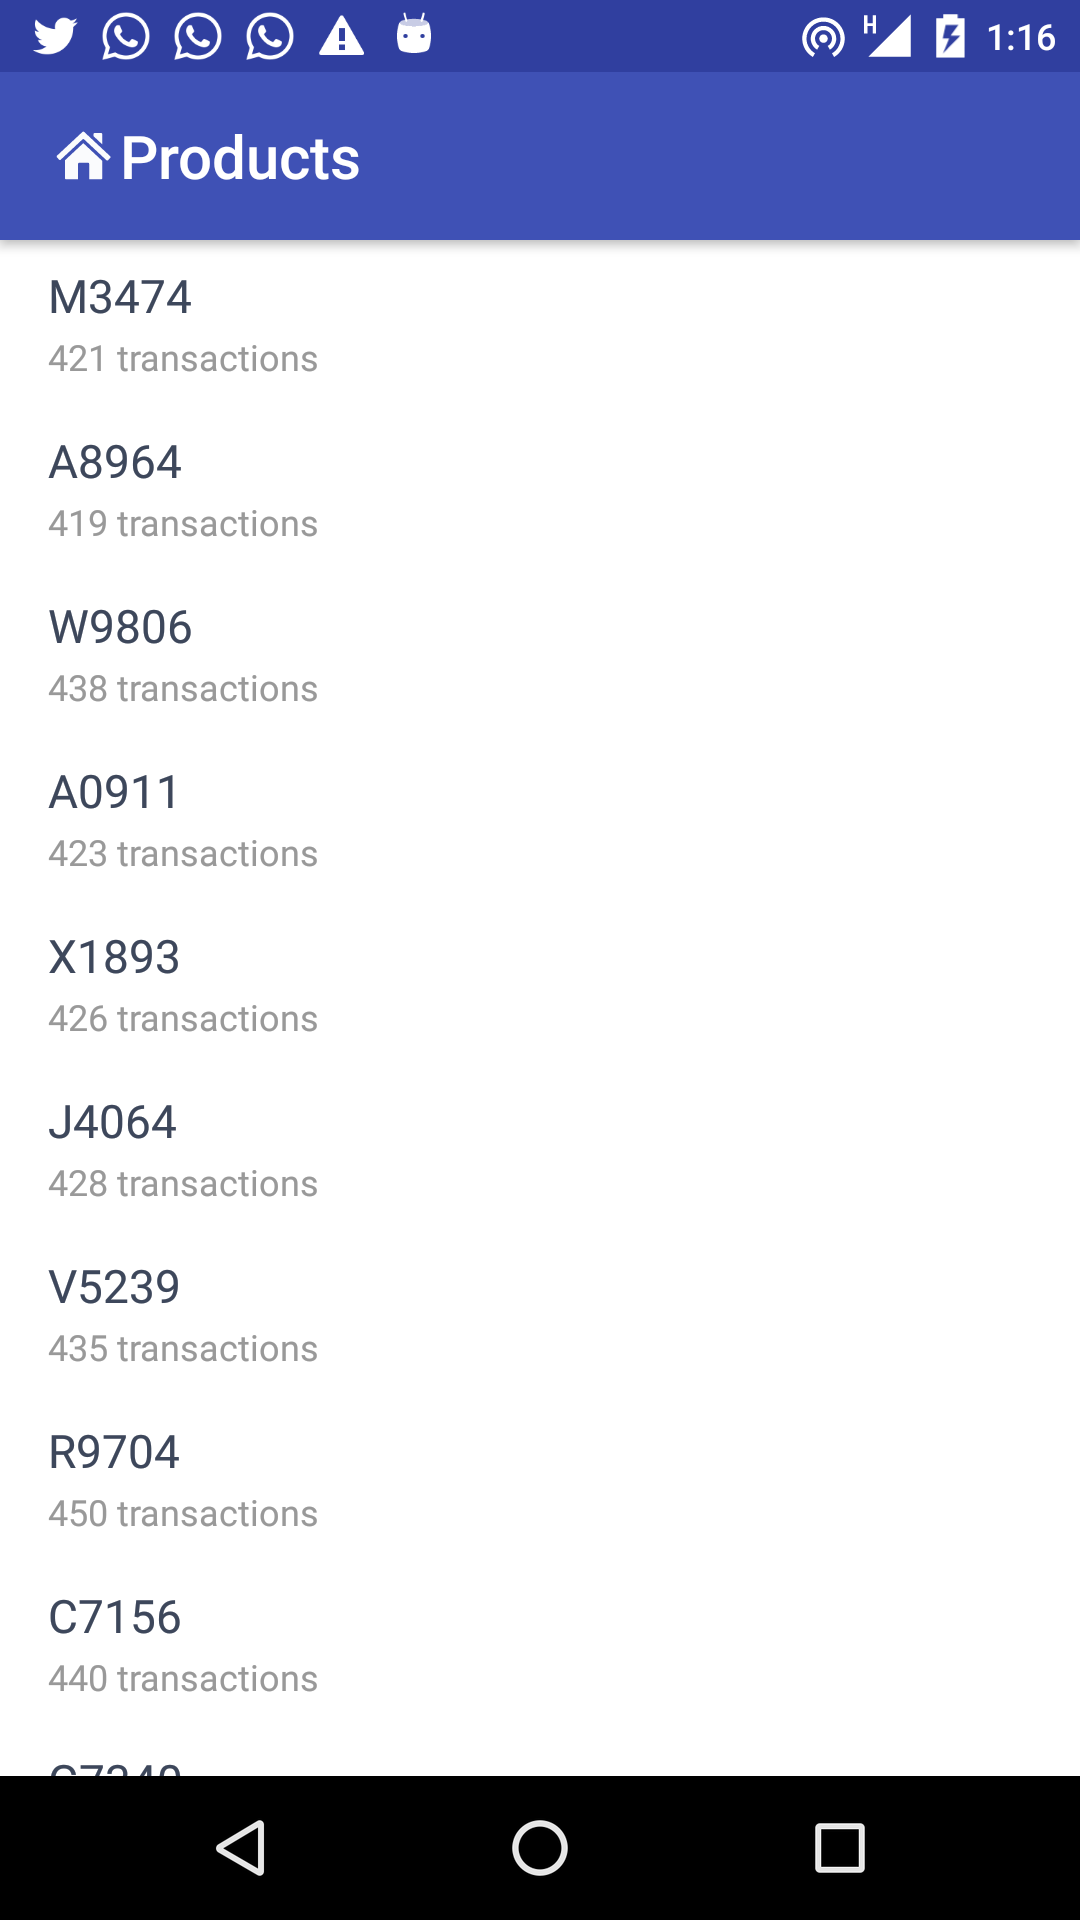 H 1:16
Products
M3474
421 transactions
A8964
419 transactions
W9806
438 transactions
A0911
423 transactions
X1893
426 transactions
J4064
428 transactions
V5239
435 transactions
R9704
450 transactions
C7156
440 transactions